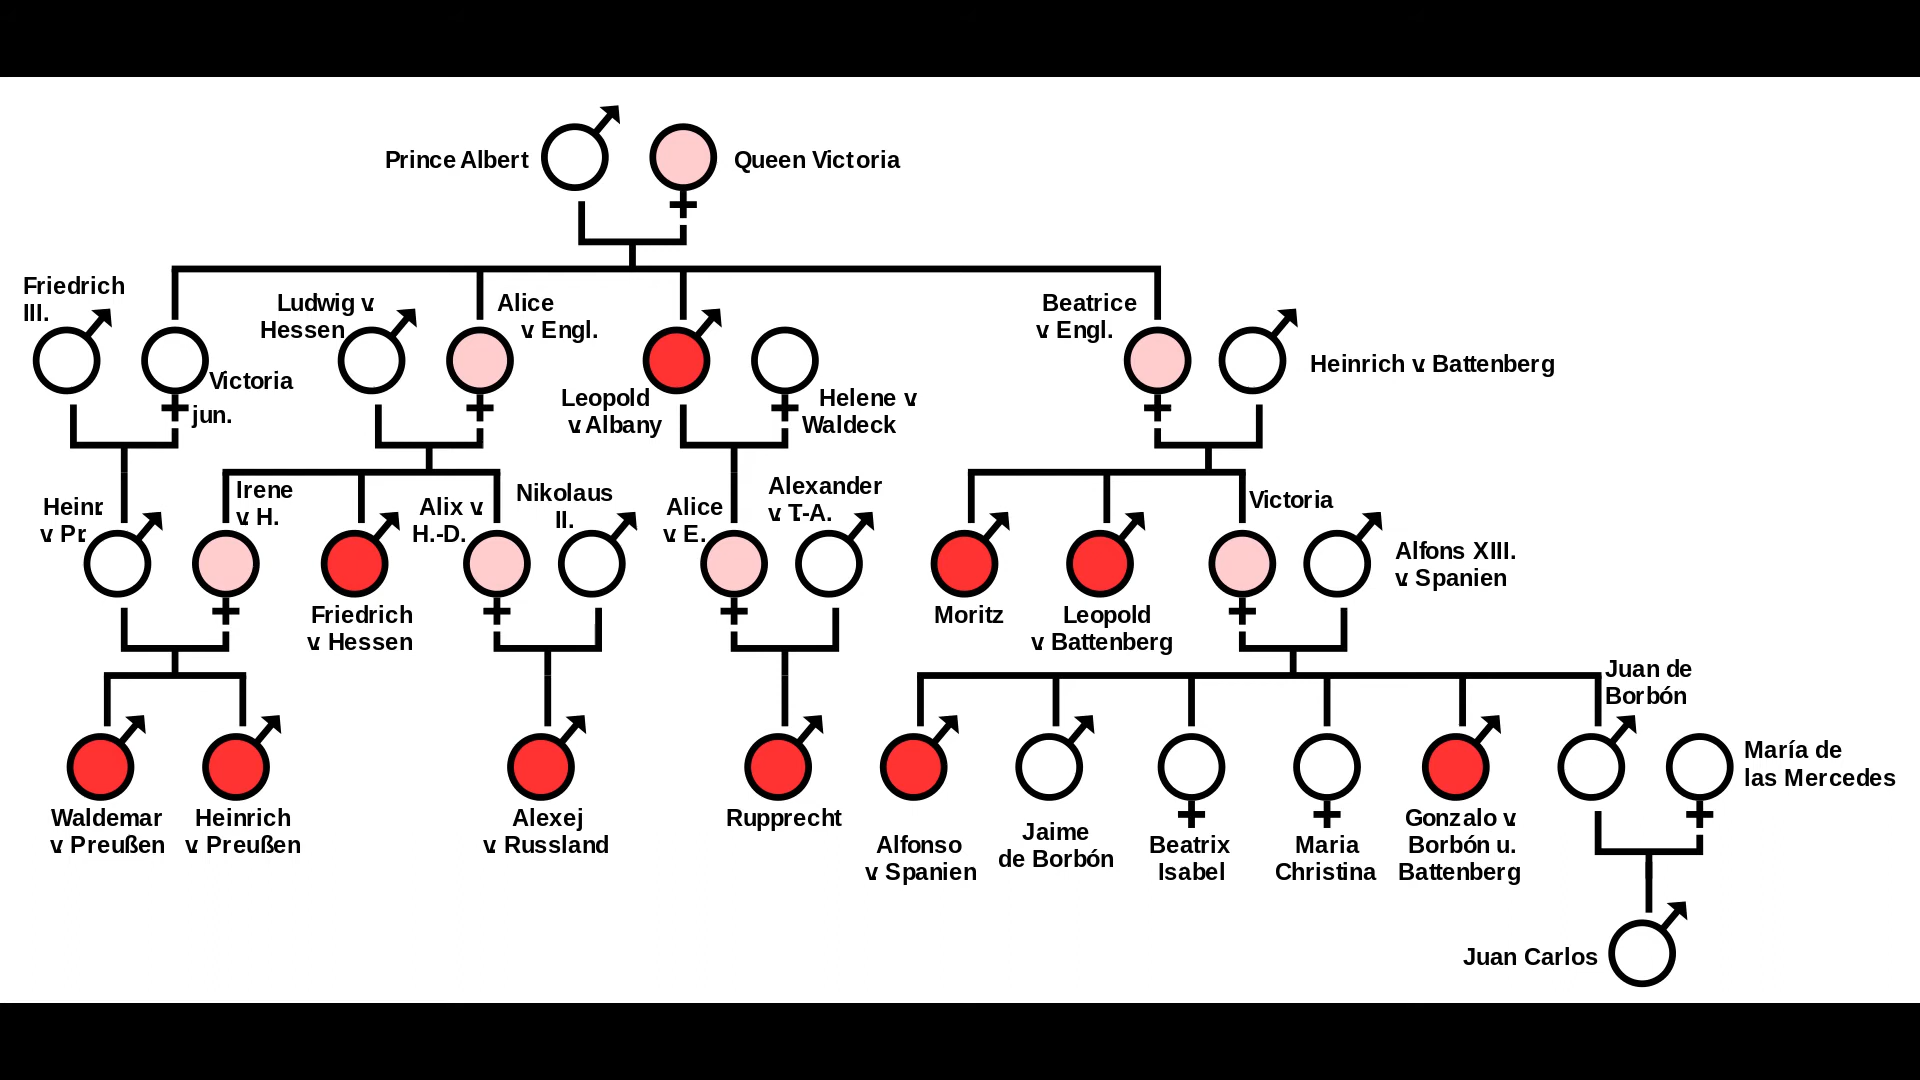 Prince Albert
Queen Victoria
Friedrich
III.
Victoria
jun.
Ludwig v.
Hessen
Alice
v. Engl.
Leopold
v. Albany
Helene v.
Waldeck
Beatrice
v. Engl.
Heinrich v. Battenberg
Heinr.
v. Pr.
Irene
v. H.
Friedrich
v. Hessen
Alix v.
H.-D.
Nikolaus
II.
Alice
v. E.
Alexander
v. T.-A.
Moritz
Leopold
v. Battenberg
Victoria
Alfons XIII.
v. Spanien
Waldemar
v. Preußen
Heinrich
v. Preußen
Alexej
v. Russland
Rupprecht
Alfonso
v. Spanien
Jaime
de Borbón
Beatrix
Isabel
Maria
Christina
Gonzalo v.
Borbón u.
Battenberg
Juan de
Borbón
María de
las Mercedes
Juan Carlos